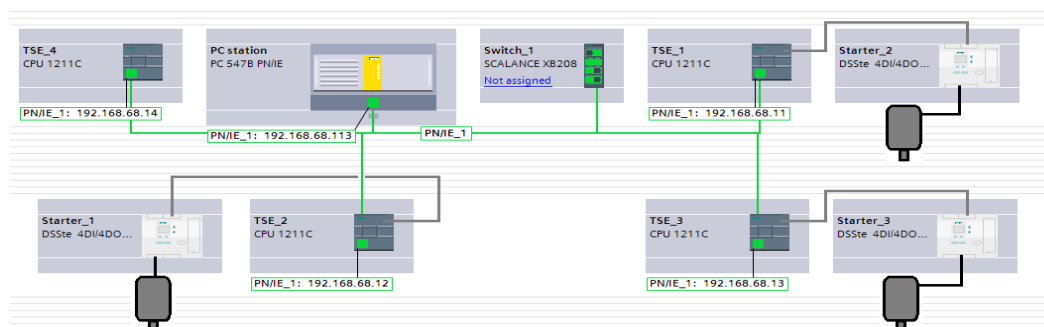 TSE_4
CPU 1211C
PC station
PC 547B PN/IE
Switch_1
SCALANCE XB208
Not assigned
TSE_1
CPU 1211C
Starter_2
DSSte 4DI/4DO...
PN/IE_1: 192.168.68.14
PN/IE_1: 192.168.68.113
PN/IE_1
PN/IE_1: 192.168.68.11
Starter_1
DSSte 4DI/4DO...
TSE_2
CPU 1211C
TSE_3
CPU 1211C
Starter_3
DSSte 4DI/4DO...
PN/IE_1: 192.168.68.12
PN/IE_1: 192.168.68.13